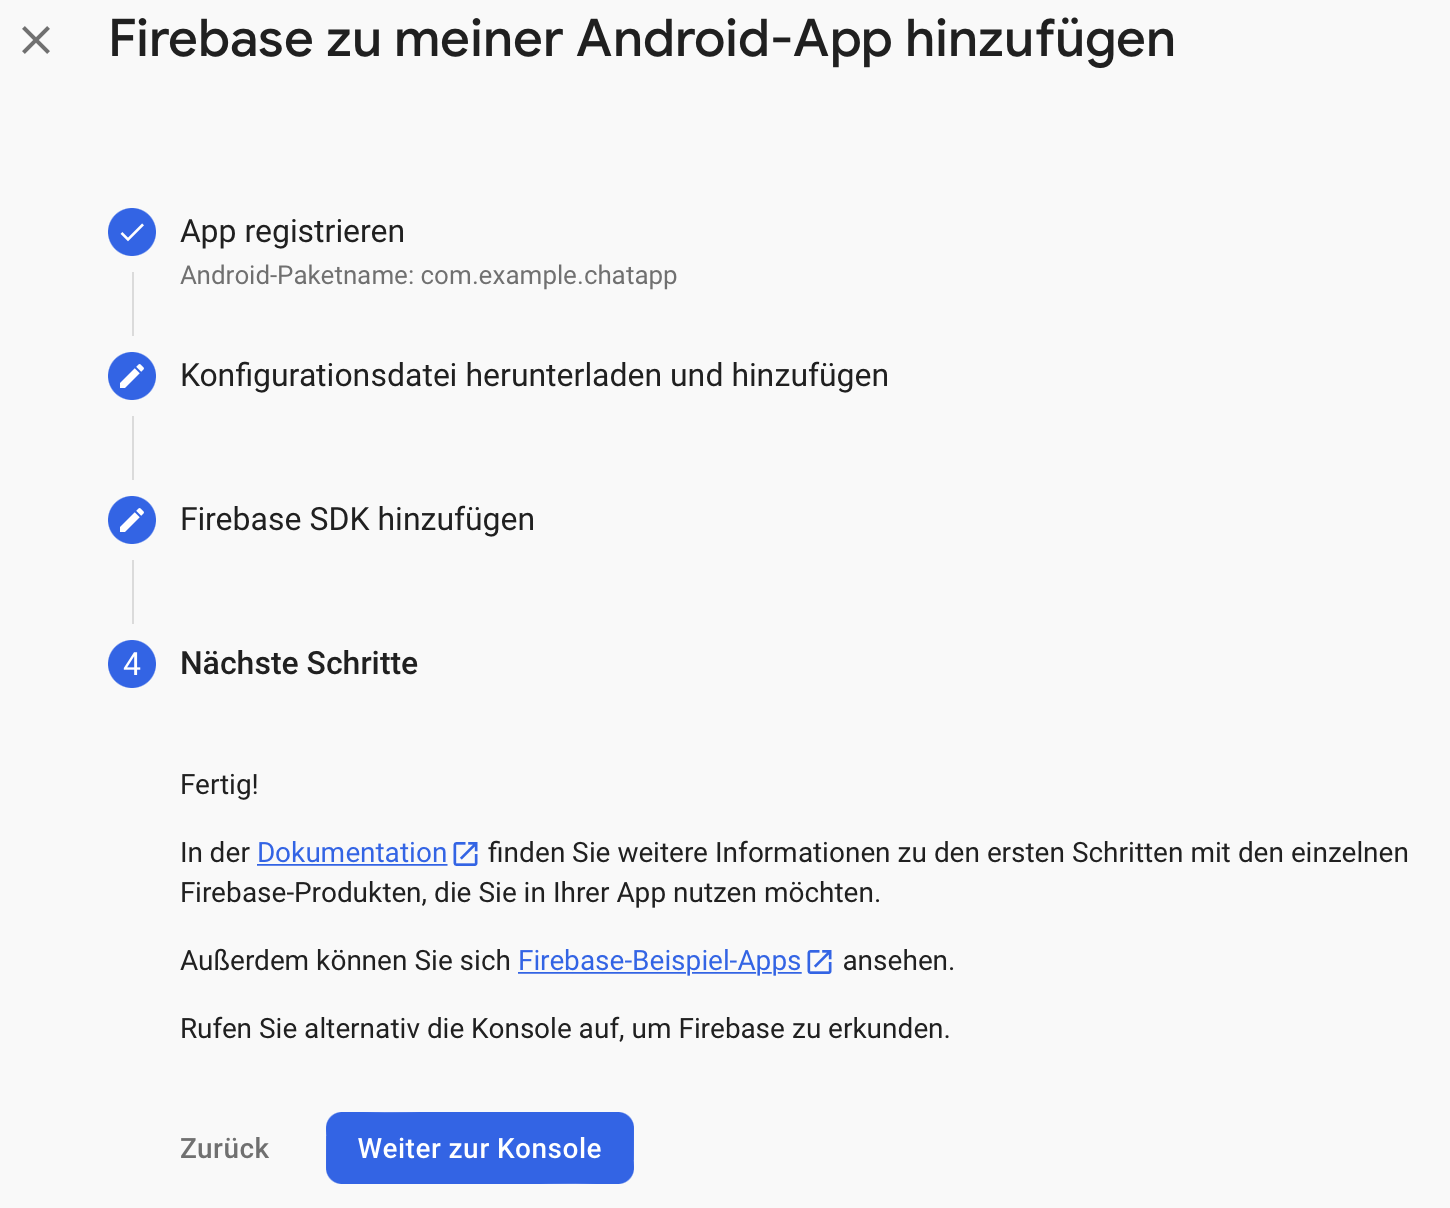 Firebase zu meiner Android-App hinzufügen
App registrieren
Android-Paketname: com.example.chatapp
Konfigurationsdatei herunterladen und hinzufügen
Firebase SDK hinzufügen
4 Nächste Schritte
Fertig!
In der Dokumentation finden Sie weitere Informationen zu den ersten Schritten mit den einzelnen
Firebase-Produkten, die Sie in Ihrer App nutzen möchten.
Außerdem können Sie sich Firebase-Beispiel-Apps ansehen.
Rufen Sie alternativ die Konsole auf, um Firebase zu erkunden.
Zurück Weiter zur Konsole